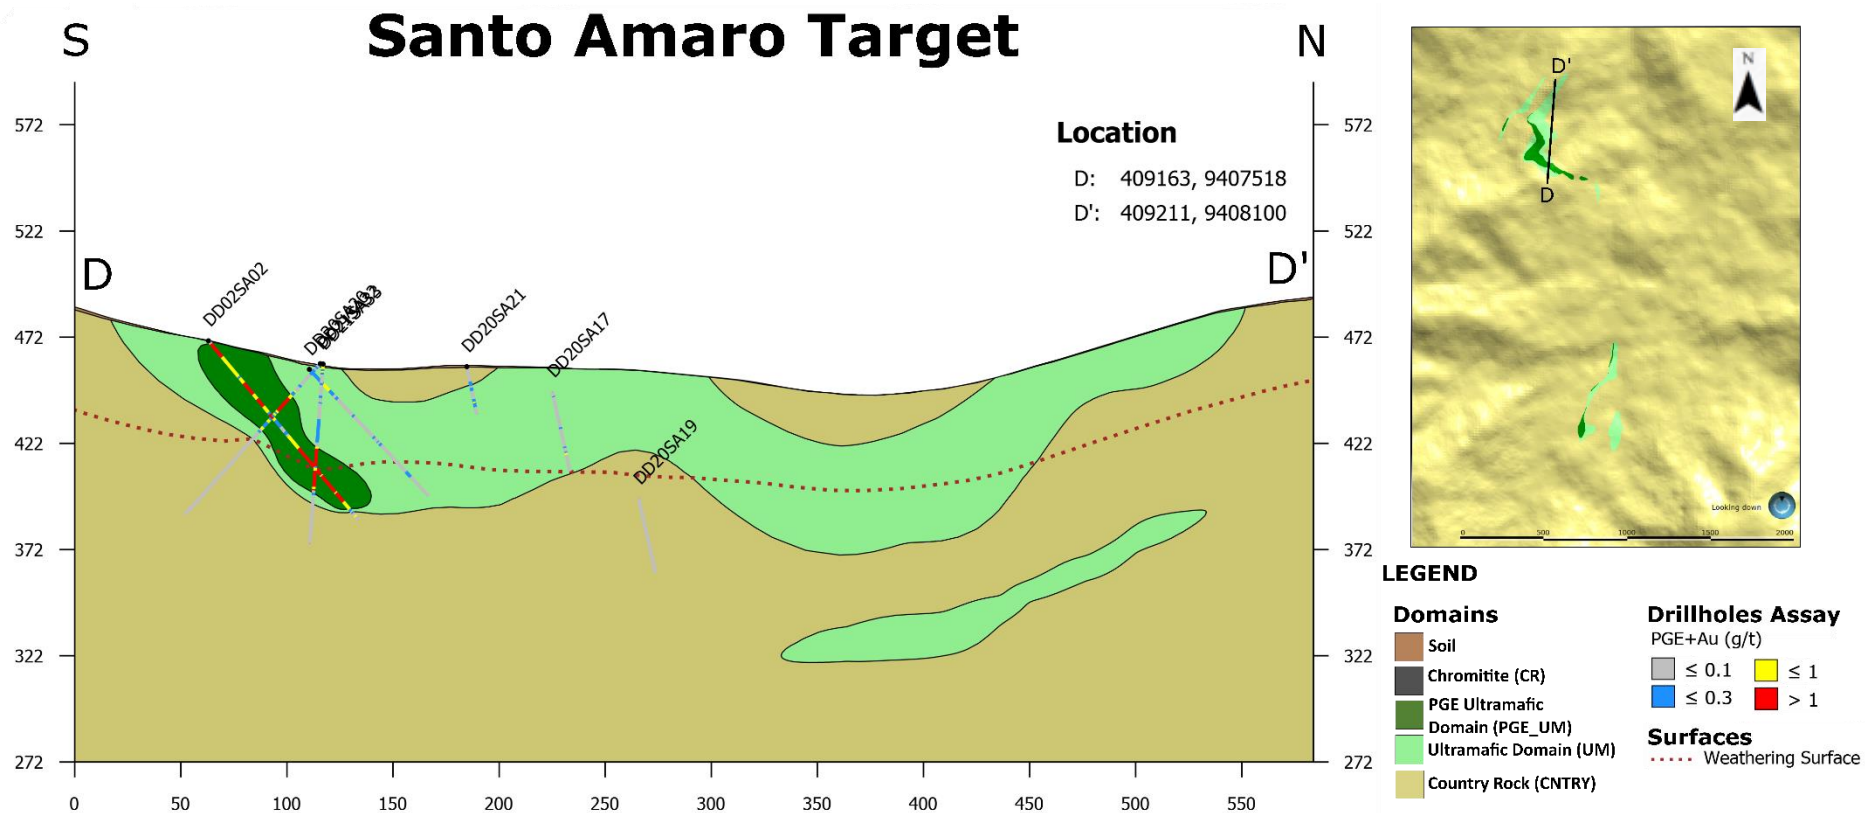 Santo Amaro Target
S
N
572
522
472
422
372
322
272
572
522
472
422
372
322
272
Location
D: 409163, 9407518
D': 409211, 9408100
D
D'
DD02SA02
DD20SA21
DD20SA17
DD20SA19
0 50 100 150 200 250 300 350 400 450 500 550
D'
D
N
Looking down
0 500 1000 1500 2000
LEGEND
Domains
Soil
Chromitite (CR)
PGE Ultramafic
Domain (PGE_UM)
Ultramafic Domain (UM)
Country Rock (CNTRY)
Drillholes Assay
PGE+Au (g/t)
≤ 0.1
≤ 1
≤ 0.3
> 1
Surfaces
Weathering Surface